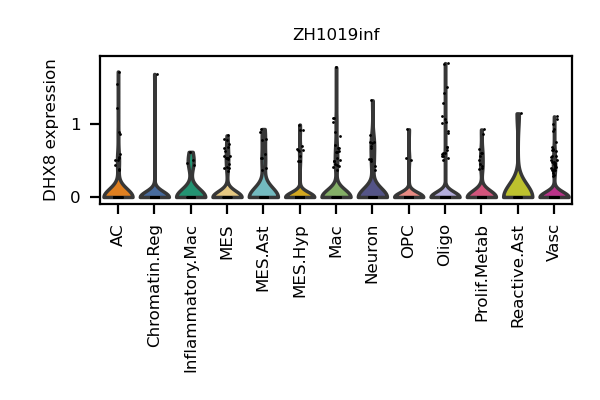 ZH1019inf
DHX8 expression
1
0
AC
Chromatin.Reg
Inflammatory.Mac
MES
MES.Ast
MES.Hyp
Mac
Neuron
OPC
Oligo
Prolif.Metab
Reactive.Ast
Vasc